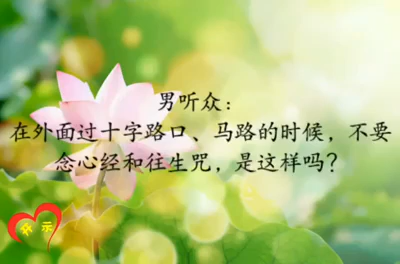 男听众：
在外面过十字路口、马路的时候，不要
念心经和往生咒，是这样吗？
示